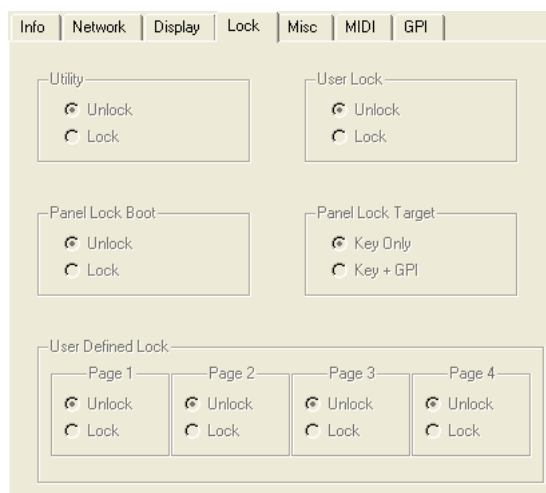 Info Network Display Lock Misc MIDI GPI
Utility User Lock
Unlock Unlock
Lock Lock
Panel Lock Boot Panel Lock Target
Unlock Key Only
Lock Key + GPI
User Defined Lock
Page 1 Page 2 Page 3 Page 4
Unlock Unlock Unlock Unlock
Lock Lock Lock Lock